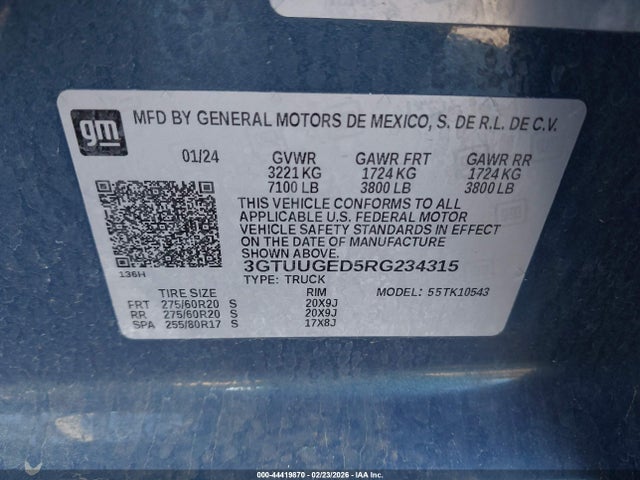 gm
MFD BY GENERAL MOTORS DE MEXICO, S. DE R.L. DE C.V.
01/24 GVWR GAWR FRT GAWR RR
3221 KG 1724 KG 1724 KG
7100 LB 3800 LB 3800 LB
THIS VEHICLE CONFORMS TO ALL
APPLICABLE U.S. FEDERAL MOTOR
VEHICLE SAFETY STANDARDS IN EFFECT
ON THE DATE OF MANUFACTURE
SHOWN ABOVE.
136H
3GTUUGED5RG234315
TYPE: TRUCK
TIRE SIZE RIM MODEL: 55TK10543
FRT 275/60R20 S 20X9J
RR 275/60R20 S 20X9J
SPA 255/80R17 S 17X8J
000-44419870 - 02/23/2026 - IAA Inc.